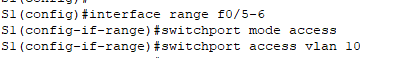 S1(config)#interface range f0/5-6
S1(config-if-range)#switchport mode access
S1(config-if-range)#switchport access vlan 10